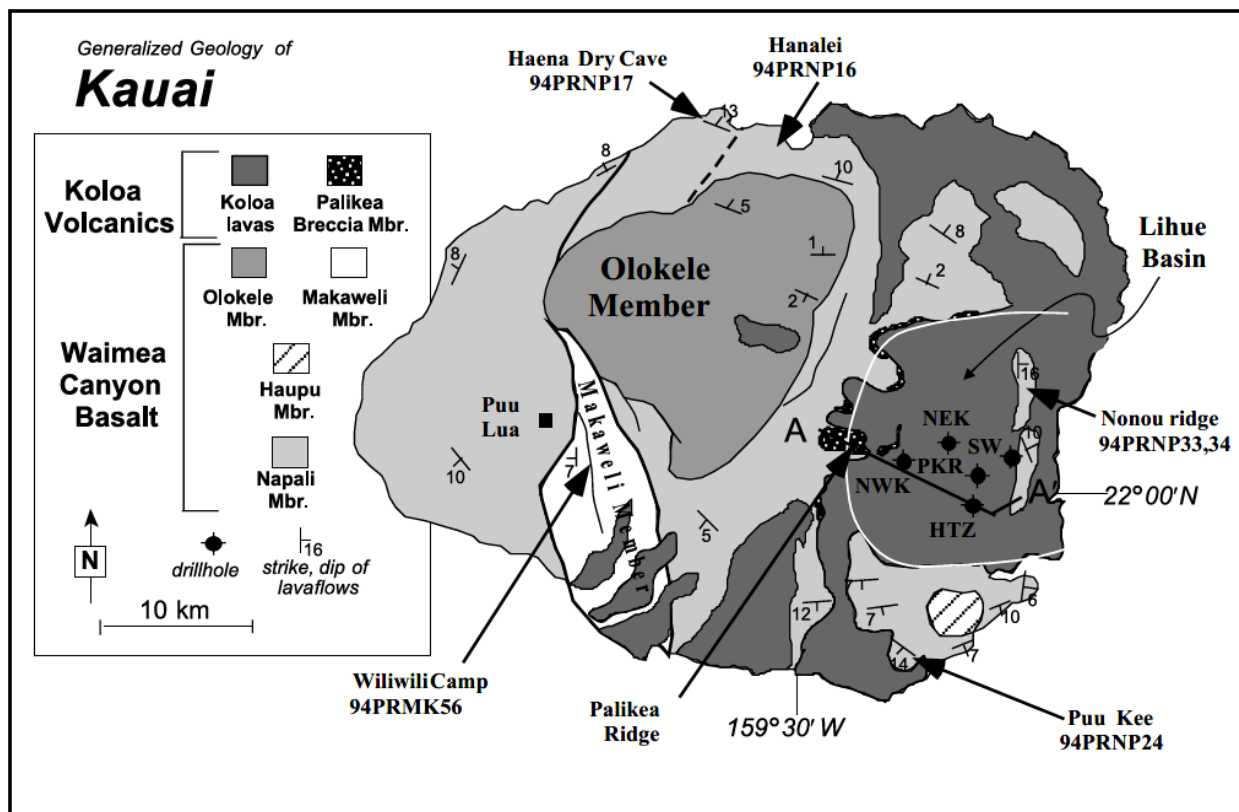 Generalized Geology of
Kauai
Koloa
Volcanics
Koloa
lavas
Palikea
Breccia Mbr.
Waimea
Canyon
Basalt
Olokele
Mbr.
Makaweli
Mbr.
Haupu
Mbr.
Napali
Mbr.
N
drillhole
16
strike, dip of
lavaflows
10 km
Haena Dry Cave
94PRNP17
Hanalei
94PRNP16
13
8
10
5
8
8
1
2
2
Olokele
Member
Lihue
Basin
Puu
Lua
Makaweli Member
7
10
5
A
16
Nonou ridge
94PRNP33,34
NEK
SW
10
PKR
NWK
A'
22° 00' N
HTZ
12
7
6
10
7
14
Wiliwili Camp
94PRMK56
Palikea
Ridge
159° 30' W
Puu Kee
94PRNP24